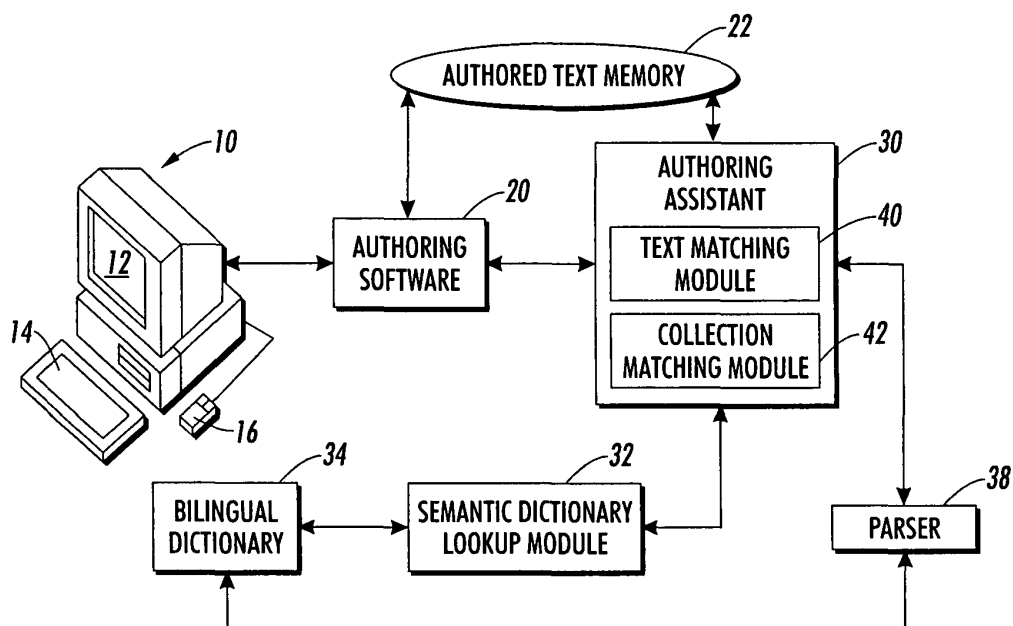 22
AUTHORED TEXT MEMORY
10
12
14
16
20
AUTHORING
SOFTWARE
30
AUTHORING
ASSISTANT
40
TEXT MATCHING
MODULE
COLLECTION
MATCHING MODULE
42
34
BILINGUAL
DICTIONARY
32
SEMANTIC DICTIONARY
LOOKUP MODULE
38
PARSER